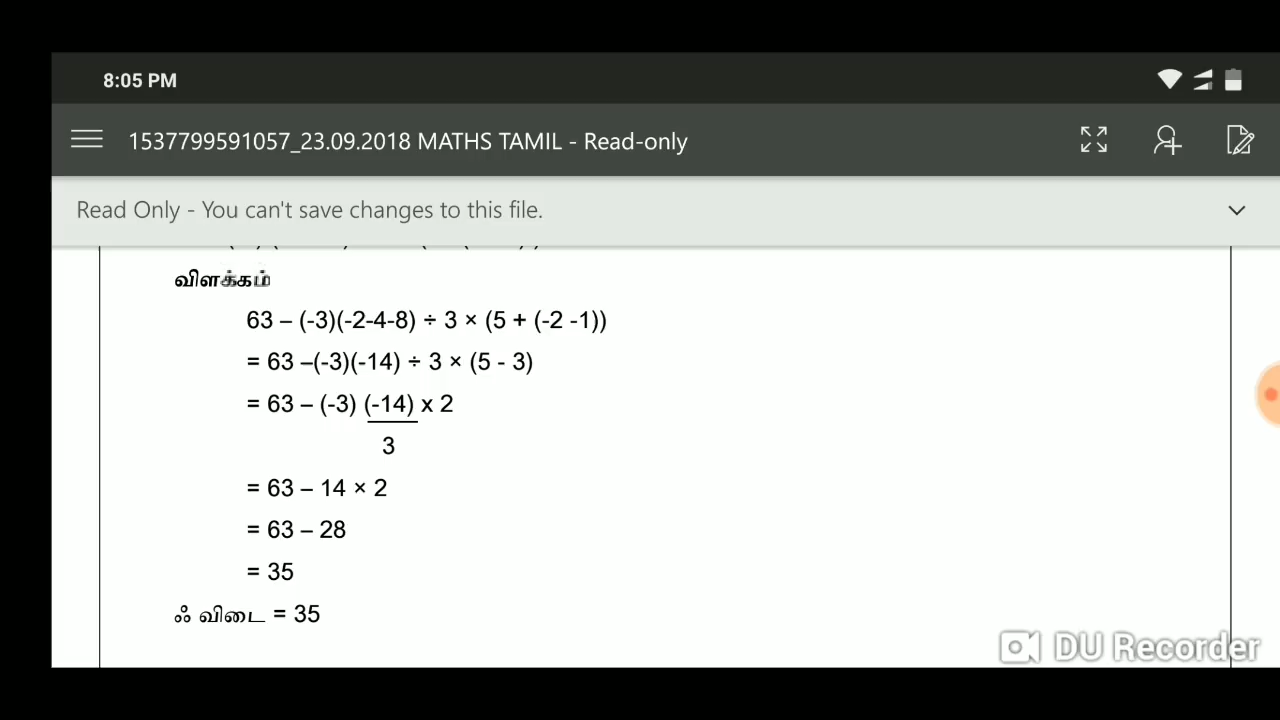 8:05 PM
1537799591057_23.09.2018 MATHS TAMIL - Read-only
Read Only - You can't save changes to this file.
விளக்கம்
63 – (-3)(-2-4-8) ÷ 3 × (5 + (-2 -1))
= 63 –(-3)(-14) ÷ 3 × (5 - 3)
= 63 – (-3) (-14) x 2
3
= 63 – 14 × 2
= 63 – 28
= 35
ஃ விடை = 35
DU Recorder